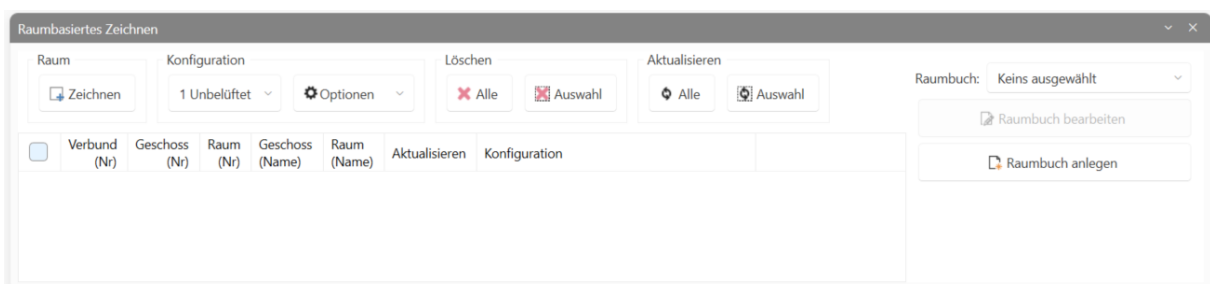 Raumbasiertes Zeichnen
Raum
Konfiguration
Löschen
Aktualisieren
Zeichnen
1 Unbelüftet
Optionen
Alle
Auswahl
Alle
Auswahl
Raumbuch: Keins ausgewählt
Raumbuch bearbeiten
Raumbuch anlegen
Verbund
(Nr)
Geschoss
(Nr)
Raum
(Nr)
Geschoss
(Name)
Raum
(Name)
Aktualisieren
Konfiguration